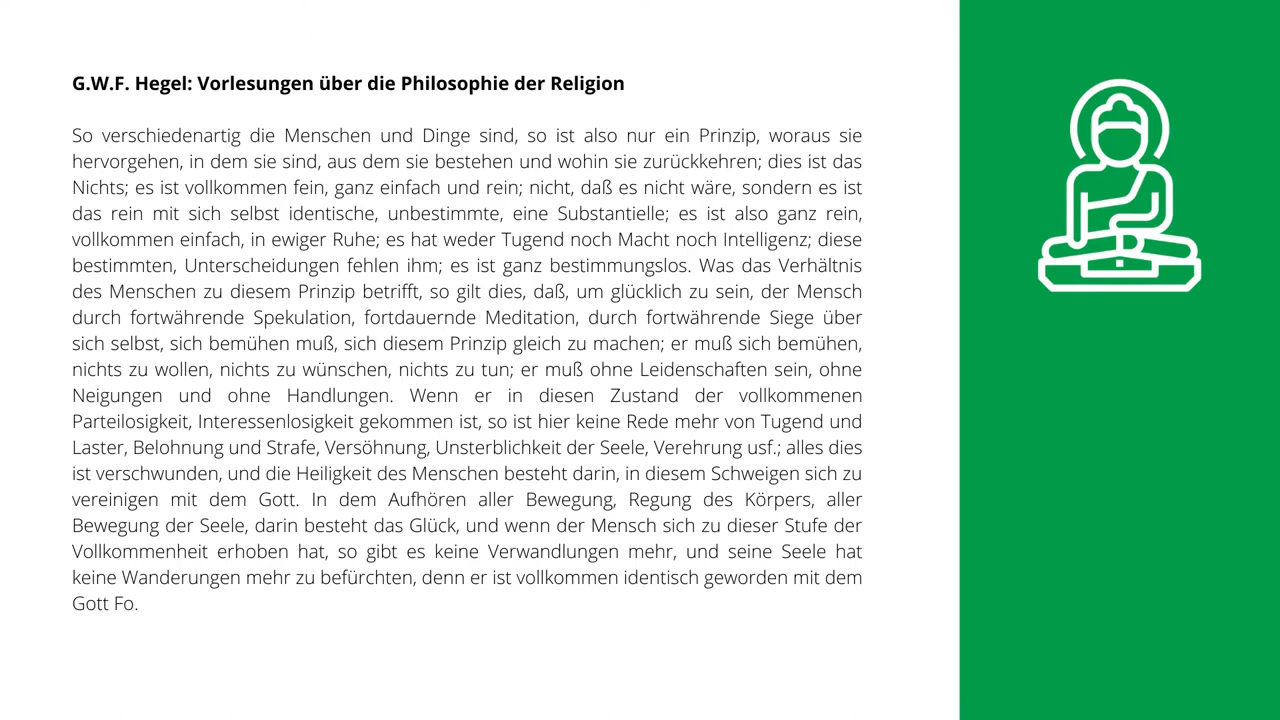 G.W.F. Hegel: Vorlesungen über die Philosophie der Religion
So verschiedenartig die Menschen und Dinge sind, so ist also nur ein Prinzip, woraus sie
hervorgehen, in dem sie sind, aus dem sie bestehen und wohin sie zurückkehren; dies ist das
Nichts; es ist vollkommen fein, ganz einfach und rein; nicht, daß es nicht wäre, sondern es ist
das rein mit sich selbst identische, unbestimmte, eine Substantielle; es ist also ganz rein,
vollkommen einfach, in ewiger Ruhe; es hat weder Tugend noch Macht noch Intelligenz; diese
bestimmten, Unterscheidungen fehlen ihm; es ist ganz bestimmungslos. Was das Verhältnis
des Menschen zu diesem Prinzip betrifft, so gilt dies, daß, um glücklich zu sein, der Mensch
durch fortwährende Spekulation, fortdauernde Meditation, durch fortwährende Siege über
sich selbst, sich bemühen muß, sich diesem Prinzip gleich zu machen; er muß sich bemühen,
nichts zu wollen, nichts zu wünschen, nichts zu tun; er muß ohne Leidenschaften sein, ohne
Neigungen und ohne Handlungen. Wenn er in diesen Zustand der vollkommenen
Parteilosigkeit, Interessenlosigkeit gekommen ist, so ist hier keine Rede mehr von Tugend und
Laster, Belohnung und Strafe, Versöhnung, Unsterblichkeit der Seele, Verehrung usf.; alles dies
ist verschwunden, und die Heiligkeit des Menschen besteht darin, in diesem Schweigen sich zu
vereinigen mit dem Gott. In dem Aufhören aller Bewegung, Regung des Körpers, aller
Bewegung der Seele, darin besteht das Glück, und wenn der Mensch sich zu dieser Stufe der
Vollkommenheit erhoben hat, so gibt es keine Verwandlungen mehr, und seine Seele hat
keine Wanderungen mehr zu befürchten, denn er ist vollkommen identisch geworden mit dem
Gott Fo.